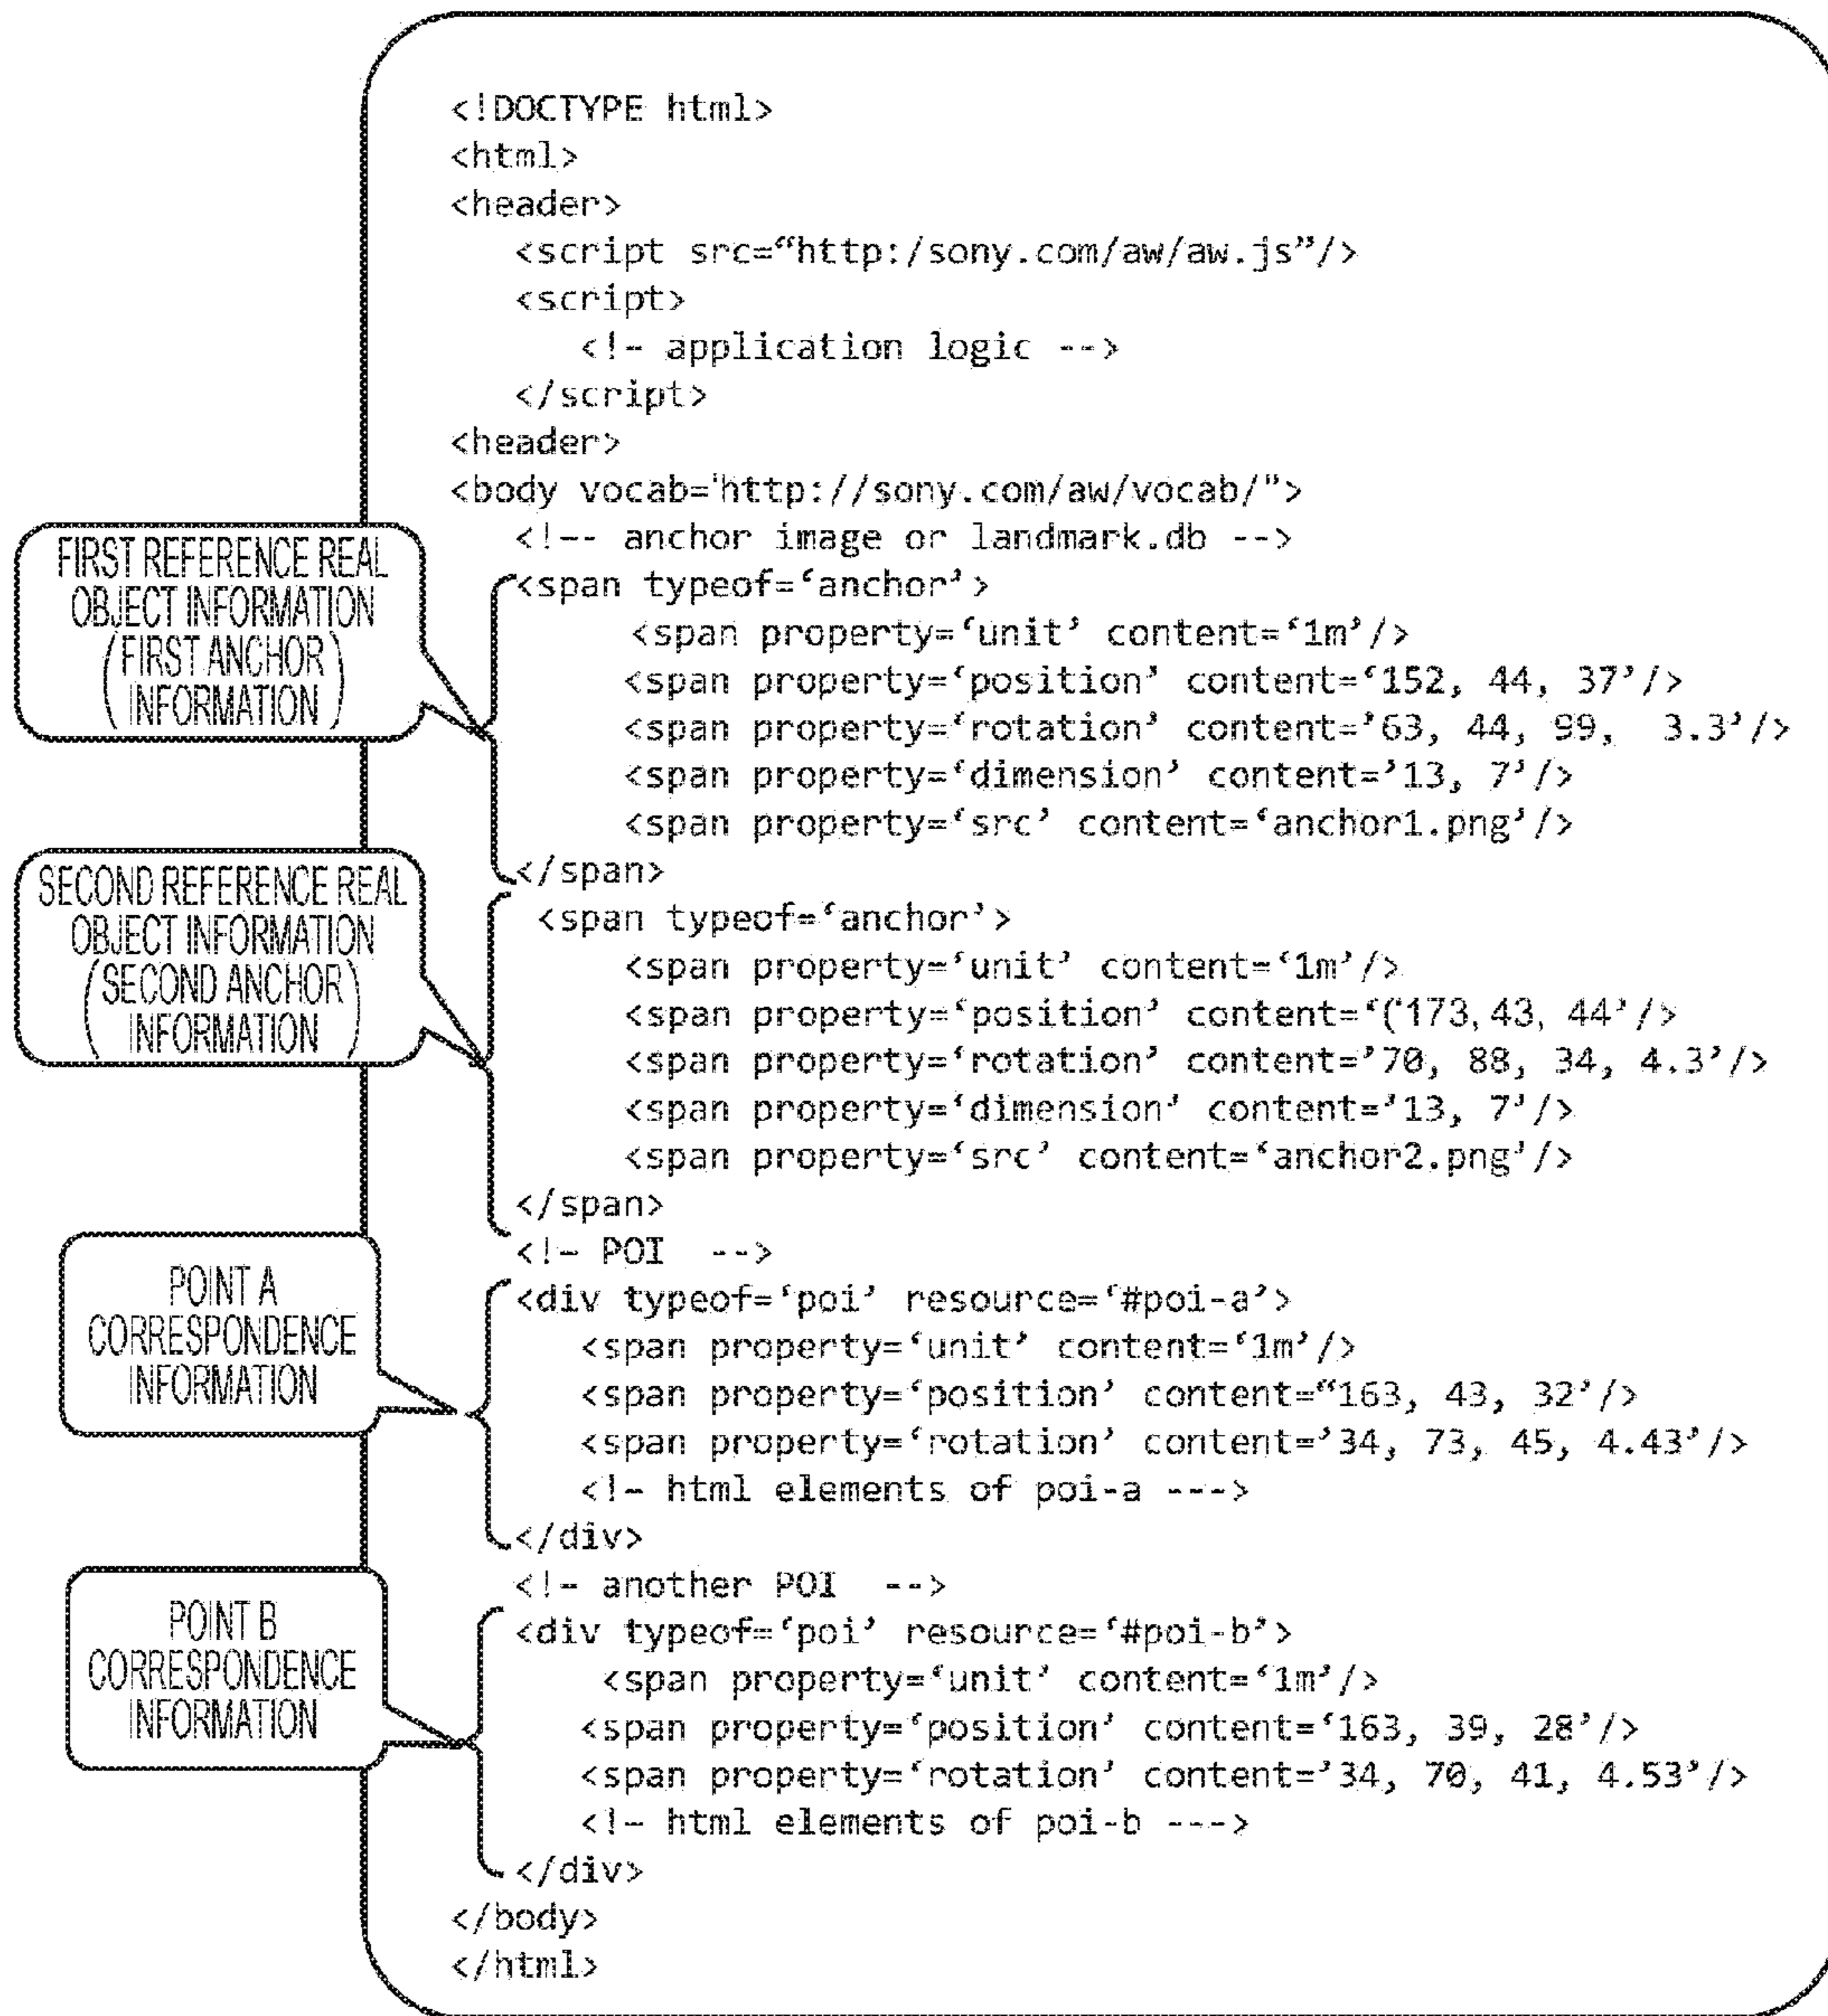 <!DOCTYPE html>
<html>
<header>
<script src=“http:/sony.com/aw/aw.js”/>
<script>
<!- application logic -->
</script>
<header>
<body vocab='http://sony.com/aw/vocab/">
<!-- anchor image or landmark.db -->
FIRST REFERENCE REAL
OBJECT INFORMATION
(FIRST ANCHOR
INFORMATION)
<span typeof=‘anchor’>
<span property=‘unit’ content=‘1m’/>
<span property=‘position’ content=‘152, 44, 37’/>
<span property=‘rotation’ content=’63, 44, 99,  3.3’/>
<span property=‘dimension’ content=’13, 7’/>
<span property=‘src’ content=‘anchor1.png’/>
</span>
SECOND REFERENCE REAL
OBJECT INFORMATION
(SECOND ANCHOR
INFORMATION)
<span typeof=‘anchor’>
<span property=‘unit’ content=‘1m’/>
<span property=‘position’ content=‘(‘173, 43, 44’/>
<span property=‘rotation’ content=’70, 88, 34, 4.3’/>
<span property=‘dimension’ content=’13, 7’/>
<span property=‘src’ content=‘anchor2.png’/>
</span>
<!- POI  -->
POINT A
CORRESPONDENCE
INFORMATION
<div typeof=‘poi’ resource=‘#poi-a’>
<span property=‘unit’ content=‘1m’/>
<span property=‘position’ content=“163, 43, 32’/>
<span property=‘rotation’ content=’34, 73, 45, 4.43’/>
<!- html elements of poi-a --->
</div>
<!- another POI  -->
POINT B
CORRESPONDENCE
INFORMATION
<div typeof=‘poi’ resource=‘#poi-b’>
<span property=‘unit’ content=‘1m’/>
<span property=‘position’ content=‘163, 39, 28’/>
<span property=‘rotation’ content=’34, 70, 41, 4.53’/>
<!- html elements of poi-b --->
</div>
</body>
</html>